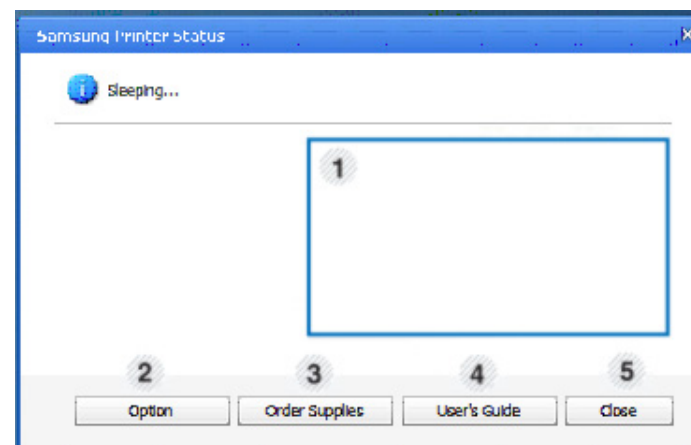 Samsung Printer Status
Sleeping...
1
2 3 4 5
Option Order Supplies User's Guide Close